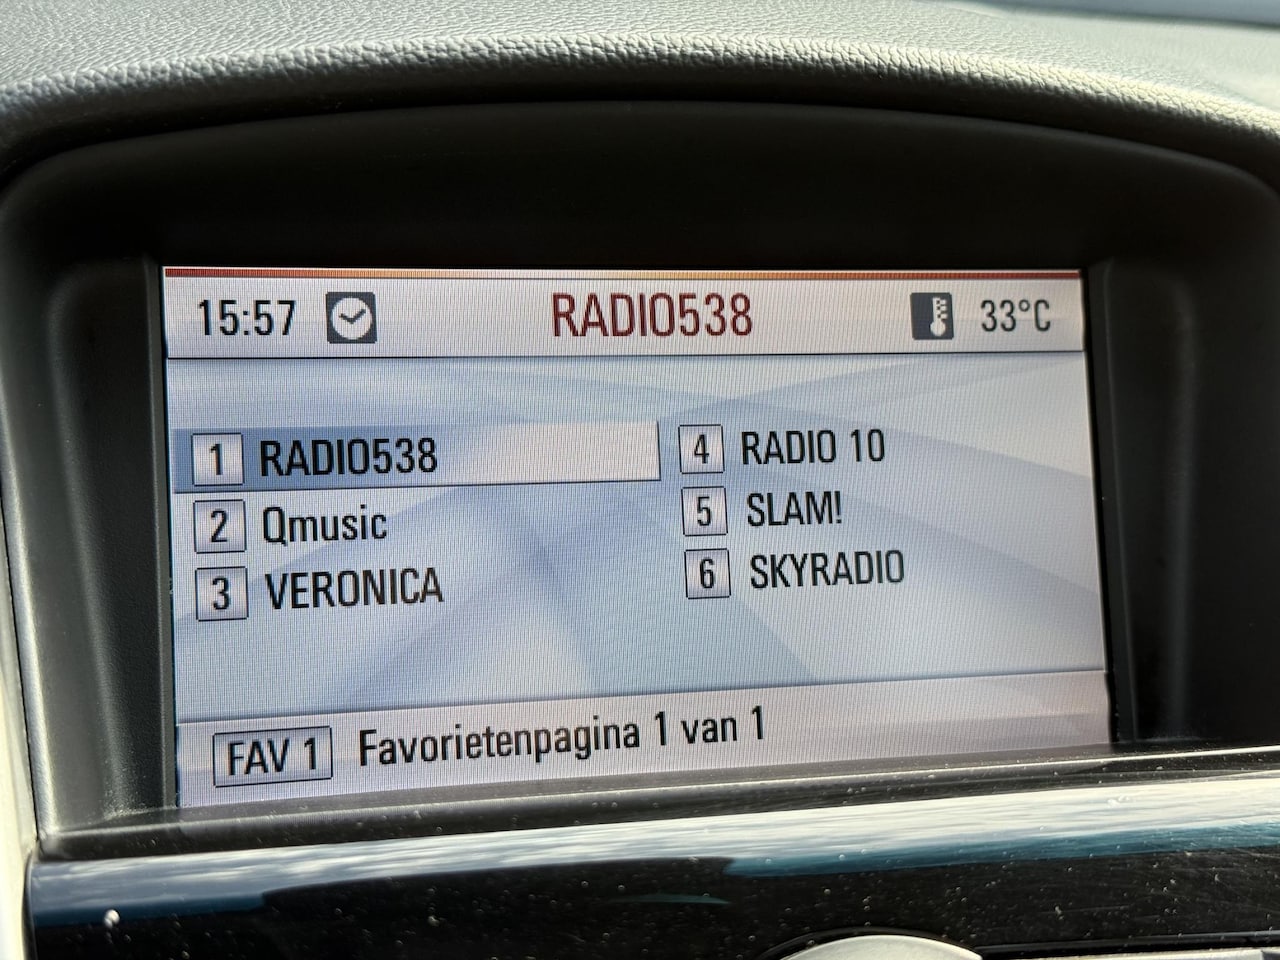 15:57 RADIO538 33°C
1 RADIO538
2 Qmusic
3 VERONICA
4 RADIO 10
5 SLAM!
6 SKYRADIO
FAV 1 Favorietenpagina 1 van 1